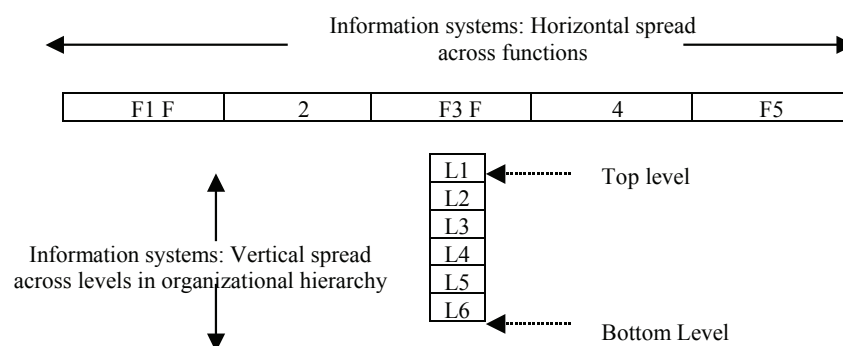 Information systems: Horizontal spread
across functions
F1 F 2 F3 F 4 F5
L1
Top level
L2
L3
Information systems: Vertical spread
across levels in organizational hierarchy
L4
L5
L6
Bottom Level